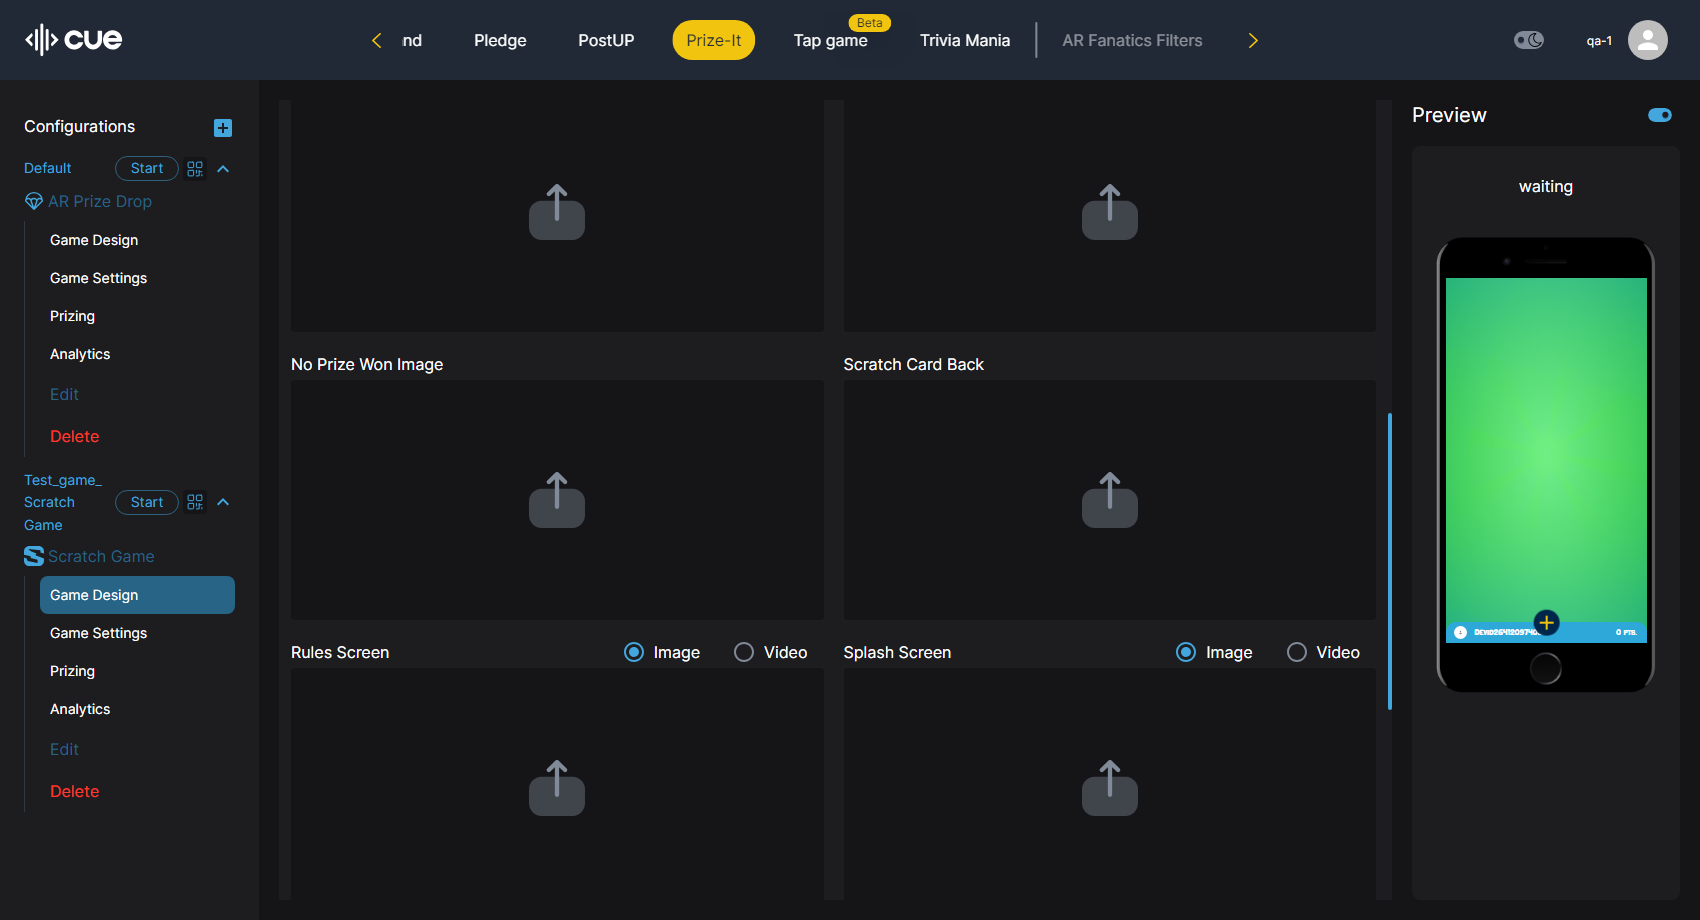 cue
nd
Pledge
PostUP
Prize-It
Beta
Tap game
Trivia Mania
AR Fanatics Filters
qa-1
Configurations
Default
Start
AR Prize Drop
Game Design
Game Settings
Prizing
Analytics
Edit
Delete
Test_game_
Scratch
Game
Start
Scratch Game
Game Design
Game Settings
Prizing
Analytics
Edit
Delete
No Prize Won Image
Scratch Card Back
Rules Screen
Image
Video
Splash Screen
Image
Video
Preview
waiting
0 PTS.